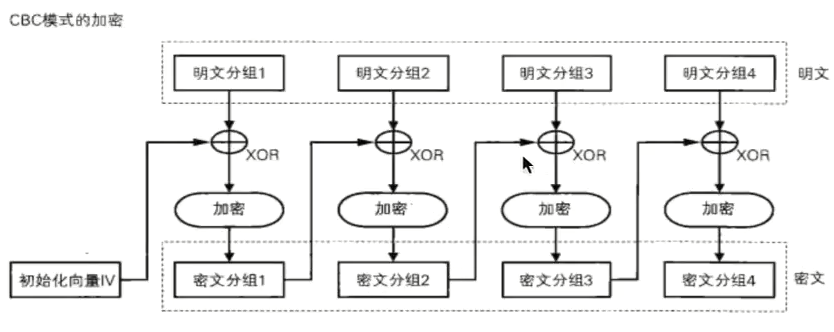 CBC模式的加密
明文分组1 明文分组2 明文分组3 明文分组4 明文
XOR XOR XOR XOR
加密 加密 加密 加密
初始化向量IV 密文分组1 密文分组2 密文分组3 密文分组4 密文